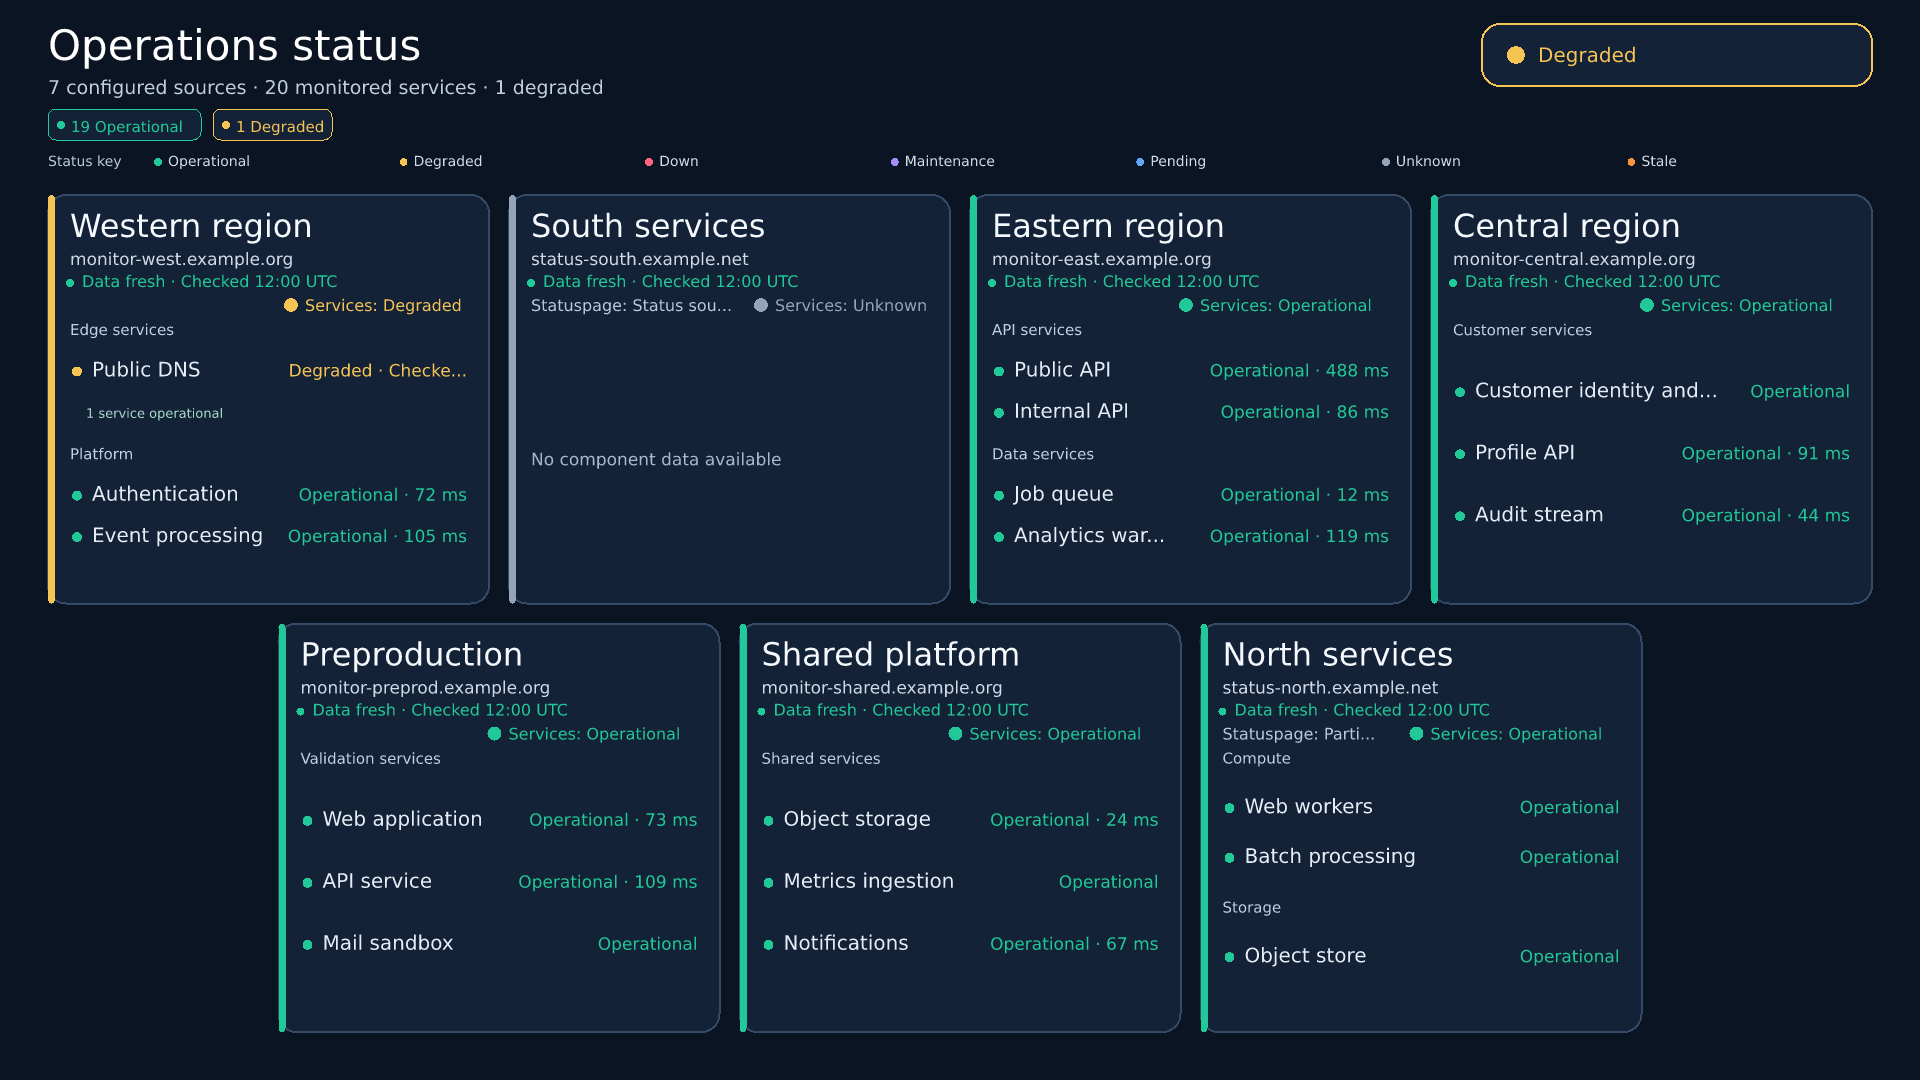 Operations status
7 configured sources · 20 monitored services · 1 degraded
Degraded
19 Operational
1 Degraded
Status key
Operational
Degraded
Down
Maintenance
Pending
Unknown
Stale
Western region
monitor-west.example.org
Data fresh · Checked 12:00 UTC
Services: Degraded
Edge services
Public DNS
Degraded · Checke...
1 service operational
Platform
Authentication
Operational · 72 ms
Event processing
Operational · 105 ms
South services
status-south.example.net
Data fresh · Checked 12:00 UTC
Statuspage: Status sou...
Services: Unknown
No component data available
Eastern region
monitor-east.example.org
Data fresh · Checked 12:00 UTC
Services: Operational
API services
Public API
Operational · 488 ms
Internal API
Operational · 86 ms
Data services
Job queue
Operational · 12 ms
Analytics war...
Operational · 119 ms
Central region
monitor-central.example.org
Data fresh · Checked 12:00 UTC
Services: Operational
Customer services
Customer identity and...
Operational
Profile API
Operational · 91 ms
Audit stream
Operational · 44 ms
Preproduction
monitor-preprod.example.org
Data fresh · Checked 12:00 UTC
Services: Operational
Validation services
Web application
Operational · 73 ms
API service
Operational · 109 ms
Mail sandbox
Operational
Shared platform
monitor-shared.example.org
Data fresh · Checked 12:00 UTC
Services: Operational
Shared services
Object storage
Operational · 24 ms
Metrics ingestion
Operational
Notifications
Operational · 67 ms
North services
status-north.example.net
Data fresh · Checked 12:00 UTC
Statuspage: Parti...
Services: Operational
Compute
Web workers
Operational
Batch processing
Operational
Storage
Object store
Operational